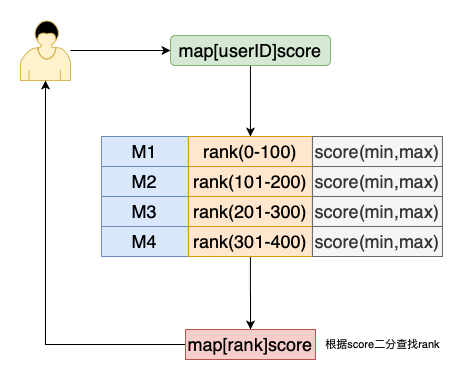 map[userID]score
M1 rank(0-100) score(min,max)
M2 rank(101-200) score(min,max)
M3 rank(201-300) score(min,max)
M4 rank(301-400) score(min,max)
map[rank]score 根据score二分查找rank